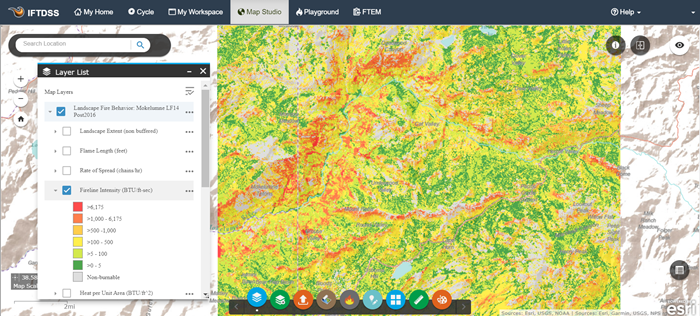 IFTDSS My Home Cycle My Workspace Map Studio Playground FTEM Help
Search Location
Layer List
Map Layers
Landscape Fire Behavior: Mokelumne LF14
Post2016
Landscape Extent (non buffered)
Flame Length (feet)
Rate of Spread (chains/hr)
Fireline Intensity (BTU/ft-sec)
>6,175
>1,000 - 6,175
>500 - 1,000
>100 - 500
>5 - 100
>0 - 5
Non-burnable
Heat per Unit Area (BTU/ft^2)
Map Scale
2mi
Sources: Esri, USGS, NOAA | Sources: Esri, Garmin, USGS, NPS
esri